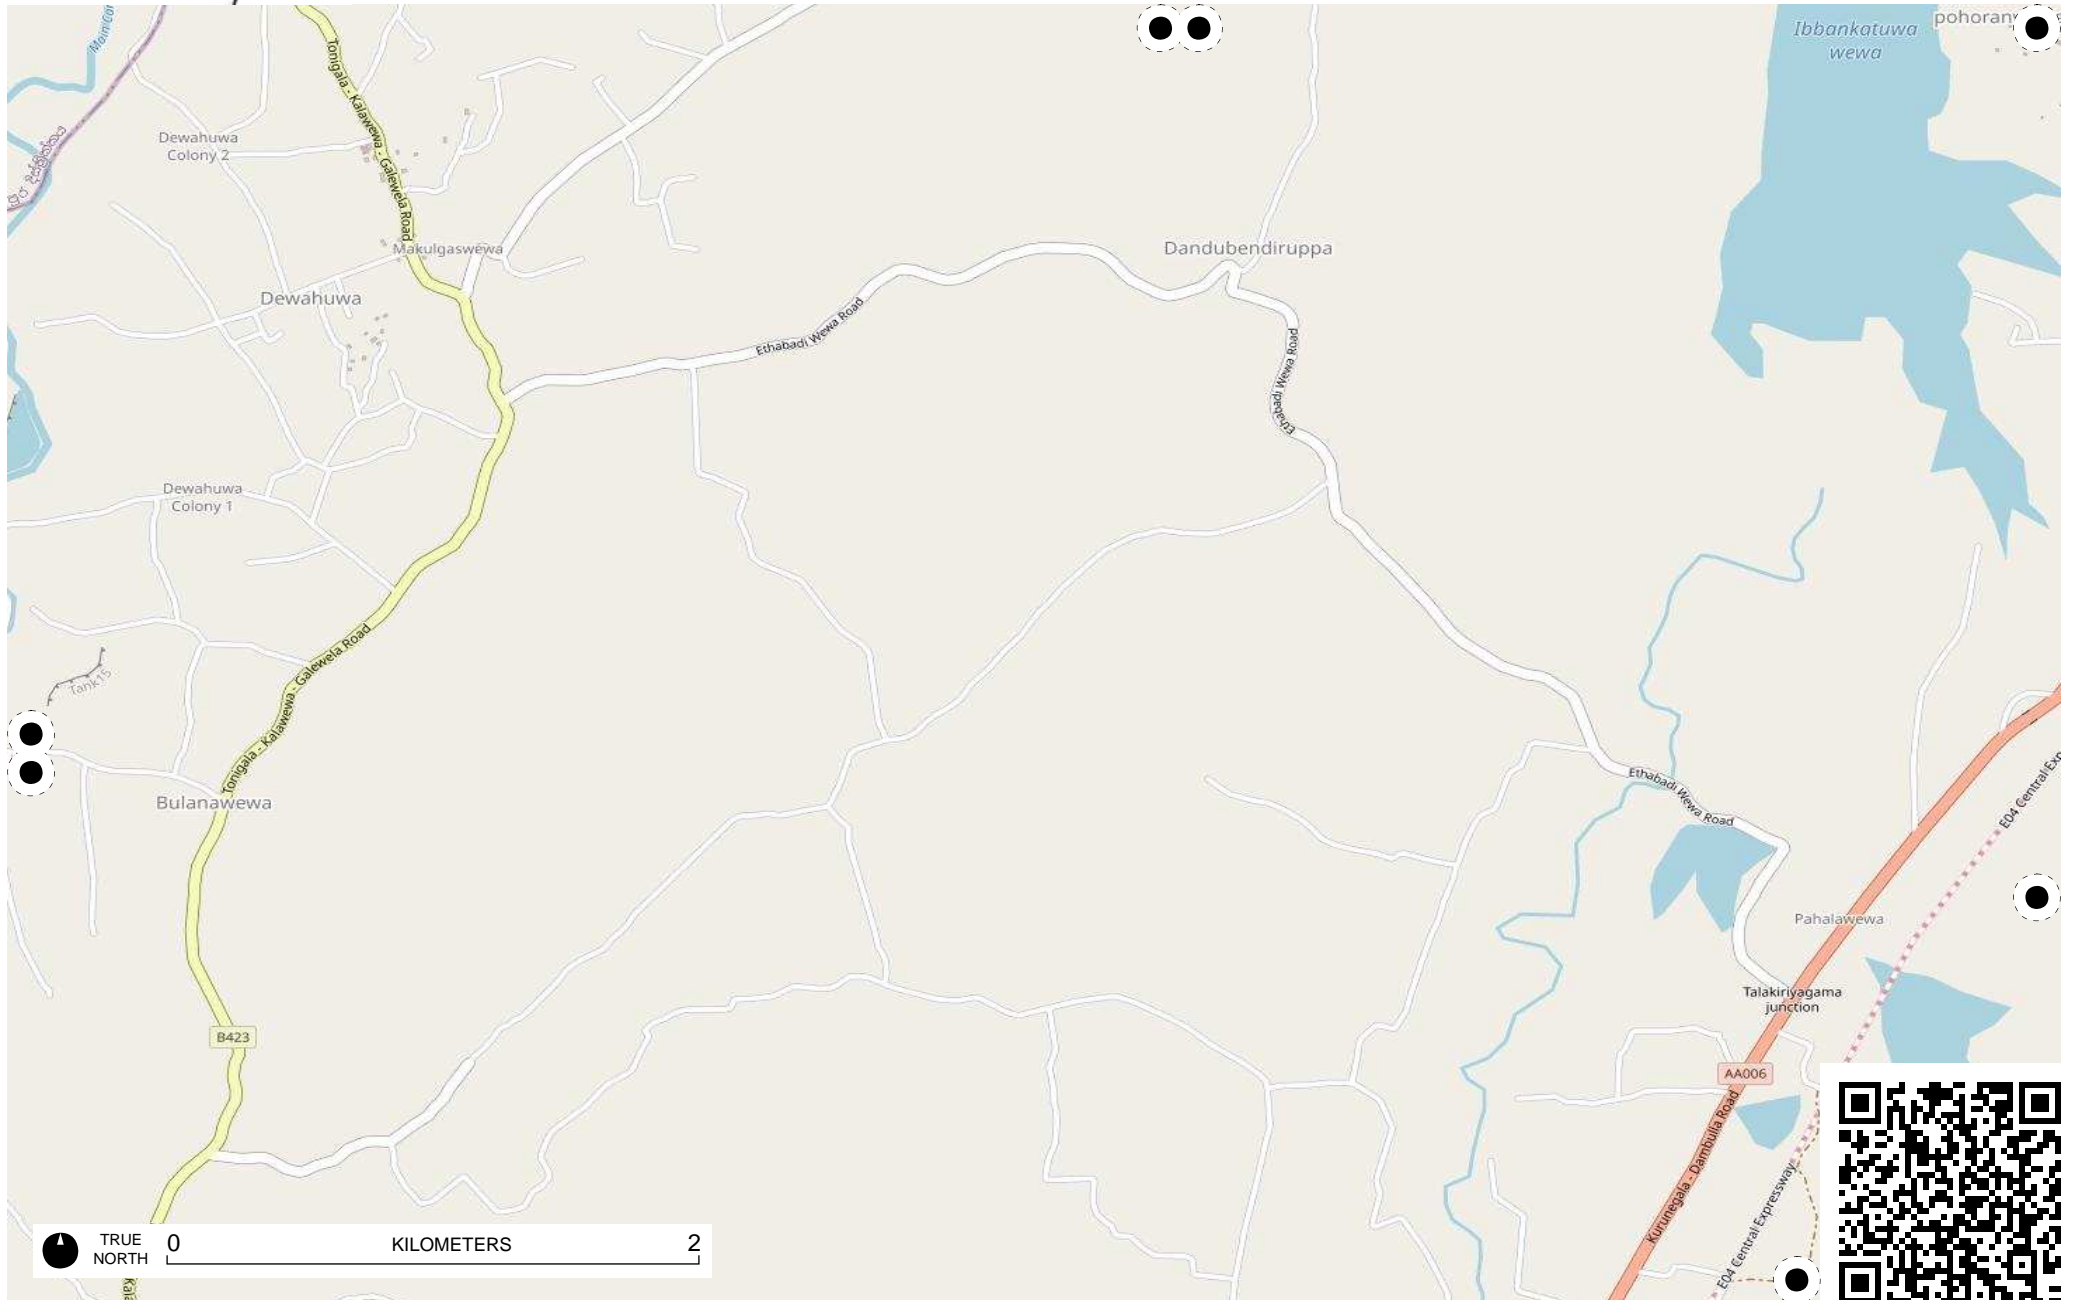 Ibbankatuwa
wewa
Tonigala - Kalawewa - Galewela Road
Dewahuwa
Colony 2
Makulgaswewa
Dandubendiruppa
Dewahuwa
Ethabadi Wewa Road
Ethabadi Wewa Road
Dewahuwa
Colony 1
Tank15
Tonigala - Kalawewa - Galewela Road
Ethabadi Wewa Road
E04 Central Exp
Bulanawewa
Pahalawewa
Talakiriyagama
junction
B423
AA006
Kurunegala - Dambulla Road
E04 Central Expressway
TRUE
NORTH
0
KILOMETERS
2